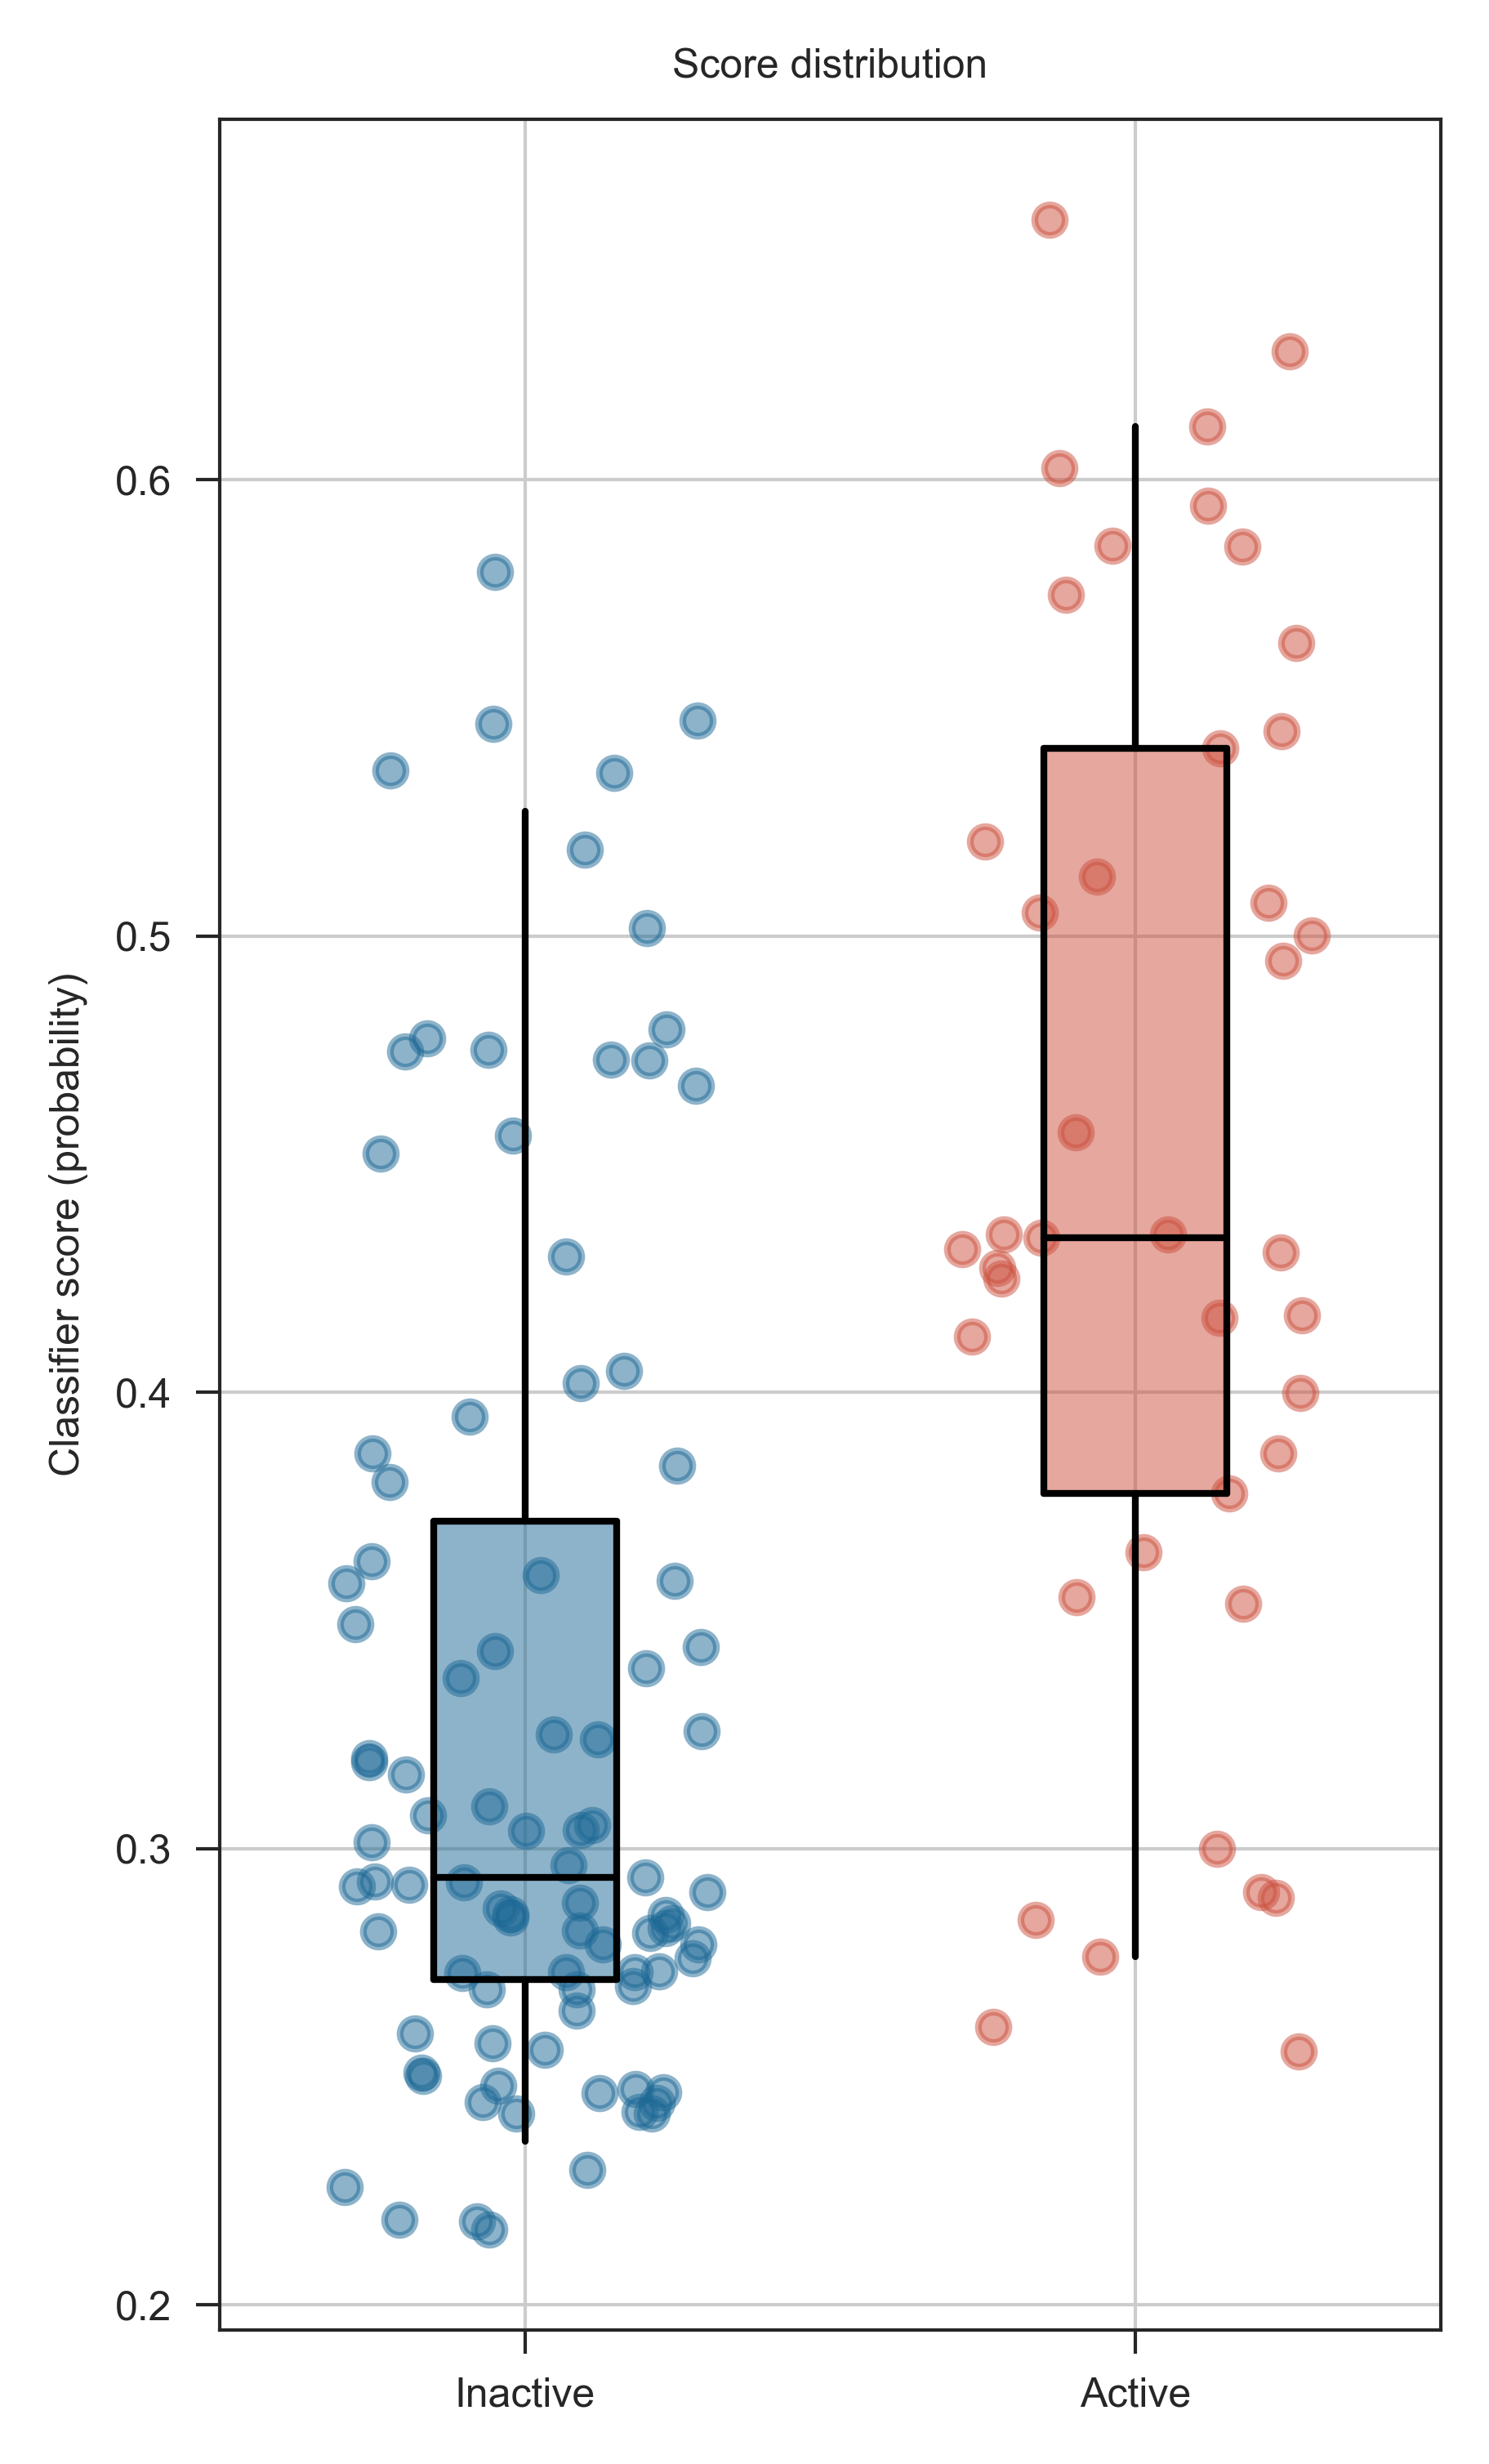 Score distribution
Classifier score (probability)
0.6
0.5
0.4
0.3
0.2
Inactive
Active